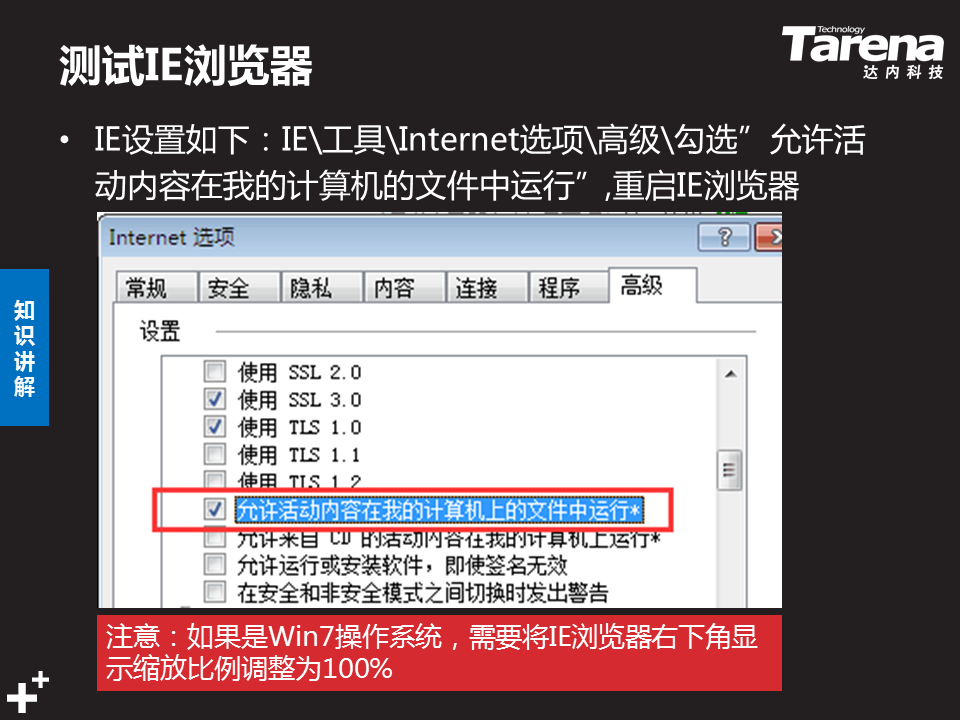 测试IE浏览器
Technology
Tarena
达内科技
• IE设置如下：IE\工具\Internet选项\高级\勾选”允许活
动内容在我的计算机的文件中运行”,重启IE浏览器
Internet 选项
常规 安全 隐私 内容 连接 程序 高级
设置
使用 SSL 2.0
使用 SSL 3.0
使用 TLS 1.0
使用 TLS 1.1
使用 TLS 1.2
允许活动内容在我的计算机上的文件中运行*
允许来自 CD 的活动内容在我的计算机上运行*
允许运行或安装软件，即使签名无效
在安全和非安全模式之间切换时发出警告
知识讲解
注意：如果是Win7操作系统，需要将IE浏览器右下角显
示缩放比例调整为100%